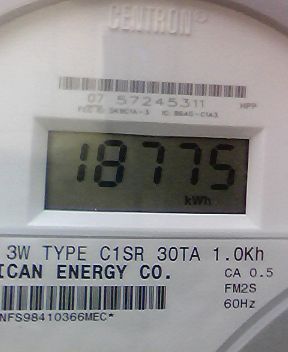 CENTRON®
07 57245311 HPP
18775
kWh
3W TYPE C1SR 30TA 1.0Kh
ICAN ENERGY CO.
CA 0.5
FM2S
60Hz
NFS98410366MEC*